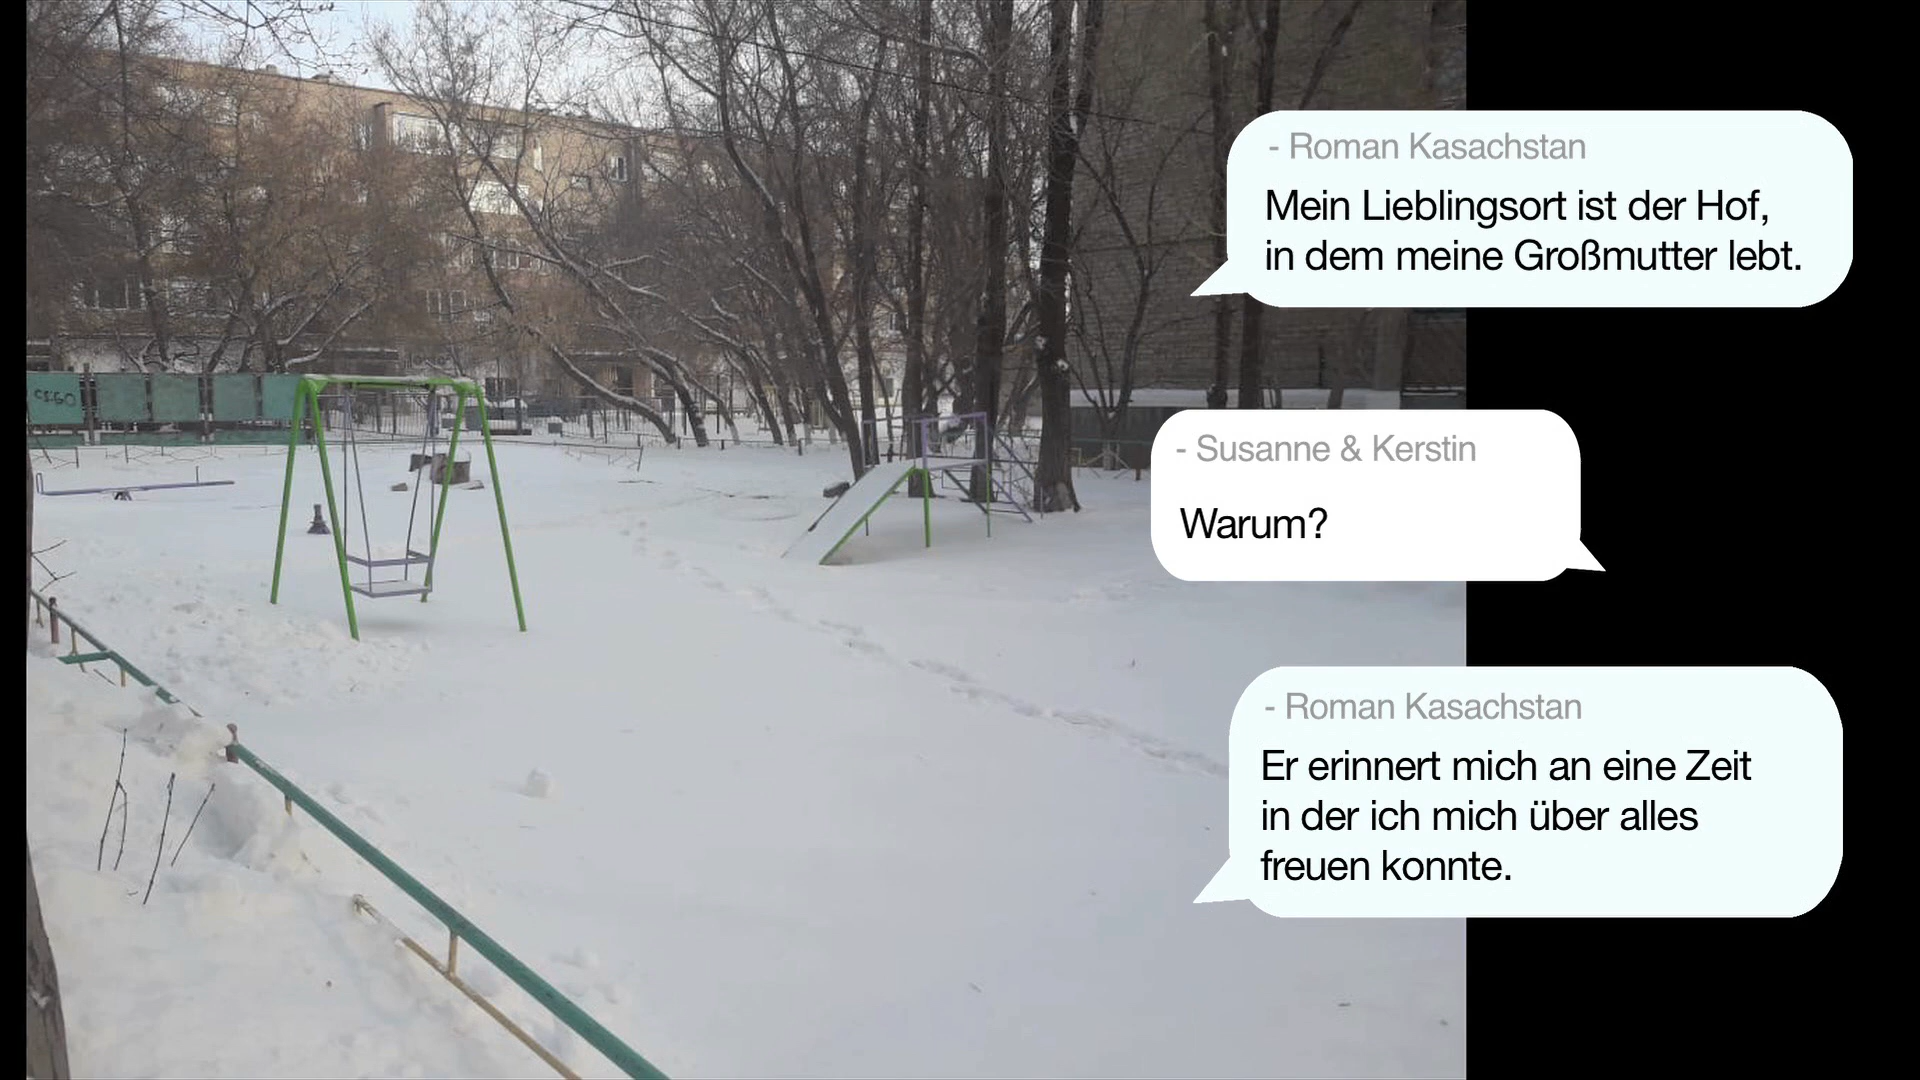 - Roman Kasachstan
Mein Lieblingsort ist der Hof,
in dem meine Großmutter lebt.
- Susanne & Kerstin
Warum?
- Roman Kasachstan
Er erinnert mich an eine Zeit
in der ich mich über alles
freuen konnte.